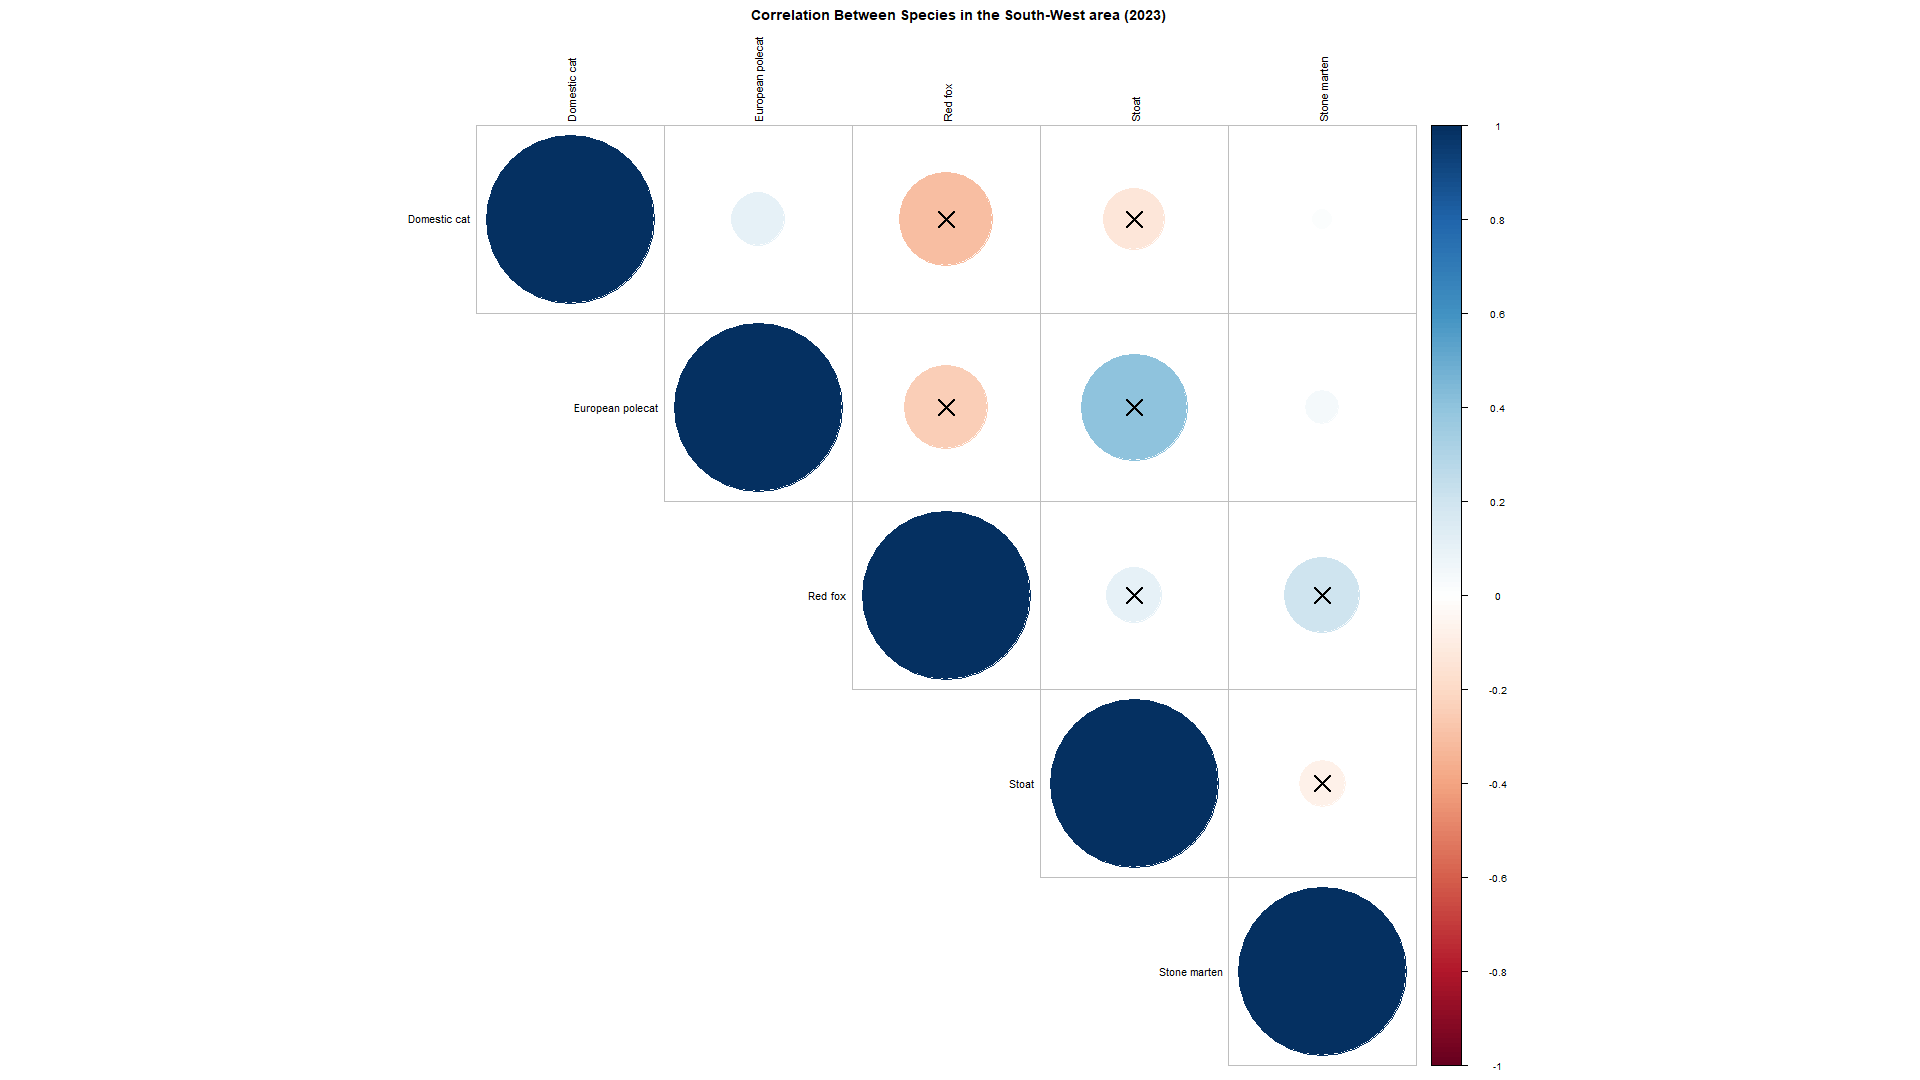 Correlation Between Species in the South-West area (2023)
Domestic cat
European polecat
Red fox
Stoat
Stone marten
Domestic cat
European polecat
Red fox
Stoat
Stone marten
1
0.8
0.6
0.4
0.2
0
-0.2
-0.4
-0.6
-0.8
-1